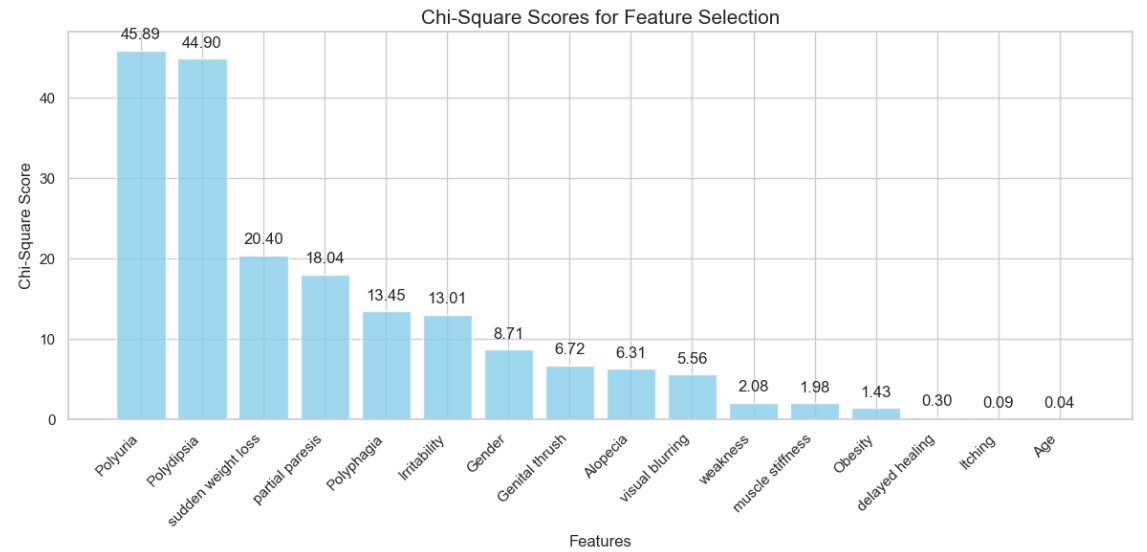 Chi-Square Scores for Feature Selection
Chi-Square Score
40
30
20
10
0
45.89
44.90
20.40
18.04
13.45
13.01
8.71
6.72
6.31
5.56
2.08
1.98
1.43
0.30
0.09
0.04
Polyuria
Polydipsia
sudden weight loss
partial paresis
Polyphagia
Irritability
Gender
Genital thrush
Alopecia
visual blurring
weakness
muscle stiffness
Obesity
delayed healing
Itching
Age
Features